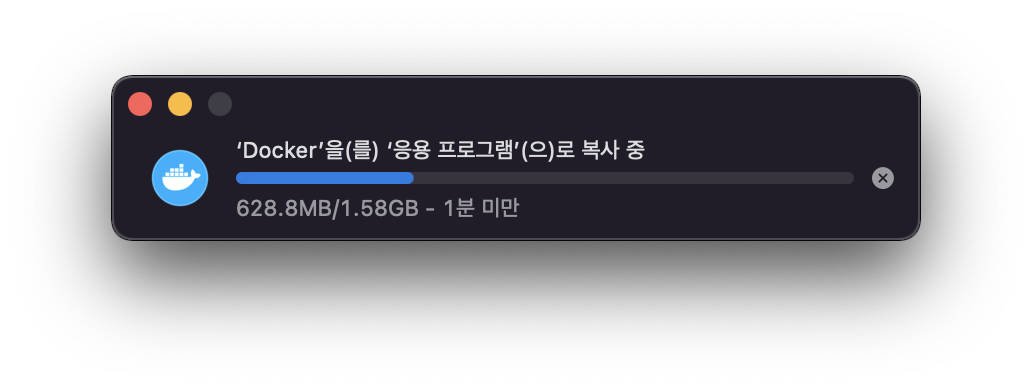 ‘Docker’을(를) ‘응용 프로그램’(으)로 복사 중
628.8MB/1.58GB - 1분 미만